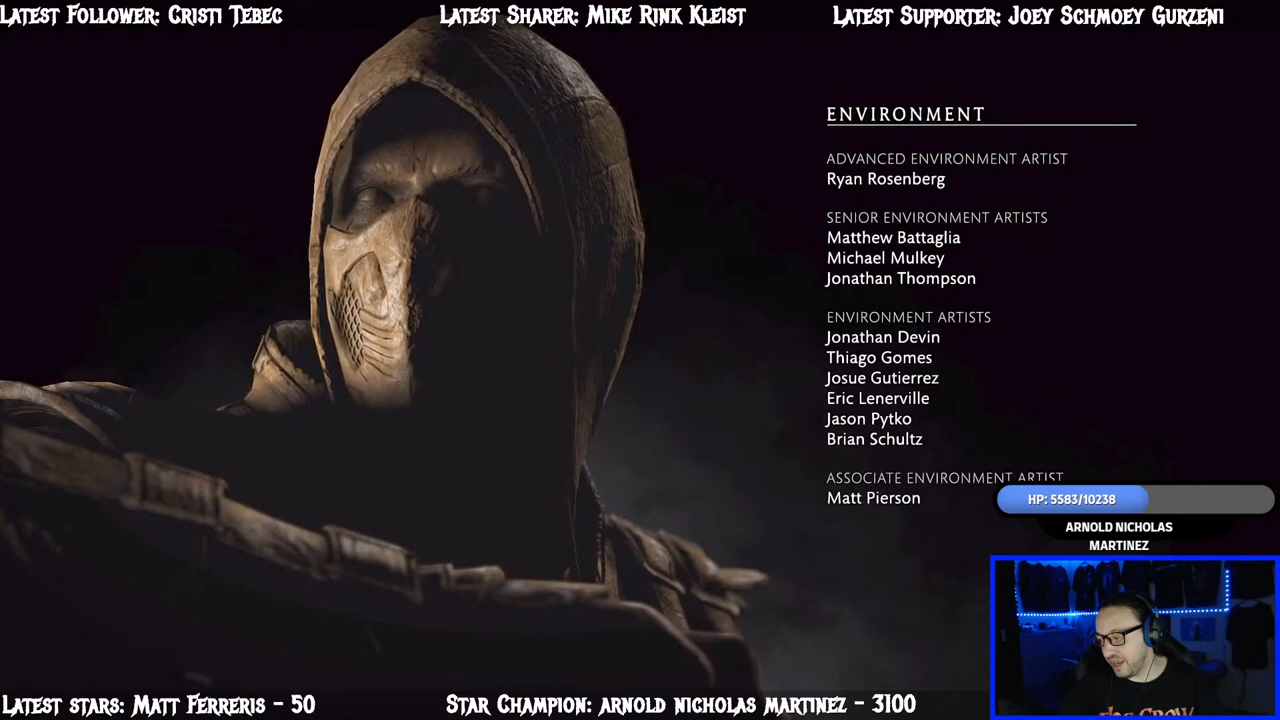 Latest Follower: Cristi Tebec
Latest Sharer: Mike Rink Kleist
Latest Supporter: Joey Schmoey Gurzeni
ENVIRONMENT
ADVANCED ENVIRONMENT ARTIST
Ryan Rosenberg
SENIOR ENVIRONMENT ARTISTS
Matthew Battaglia
Michael Mulkey
Jonathan Thompson
ENVIRONMENT ARTISTS
Jonathan Devin
Thiago Gomes
Josue Gutierrez
Eric Lenerville
Jason Pytko
Brian Schultz
ASSOCIATE ENVIRONMENT ARTIST
Matt Pierson
HP: 5583/10238
ARNOLD NICHOLAS
MARTINEZ
The Crow
Latest stars: Matt Ferreris - 50
Star Champion: arnold nicholas martinez - 3100